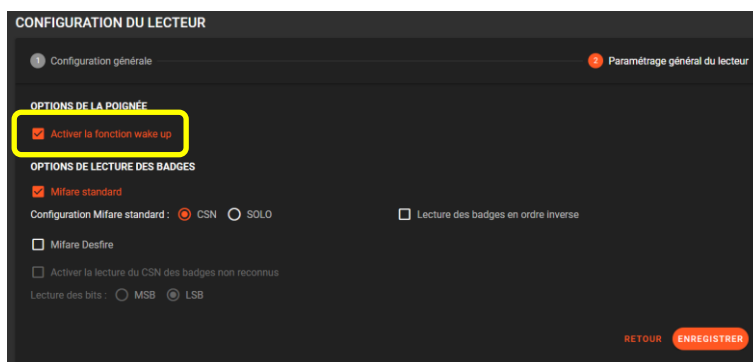 CONFIGURATION DU LECTEUR
1 Configuration générale 2 Paramétrage général du lecteur
OPTIONS DE LA POIGNÉE
Activer la fonction wake up
OPTIONS DE LECTURE DES BADGES
Mifare standard
Configuration Mifare standard : CSN SOLO Lecture des badges en ordre inverse
Mifare Desfire
Activer la lecture du CSN des badges non reconnus
Lecture des bits : MSB LSB
RETOUR ENREGISTRER